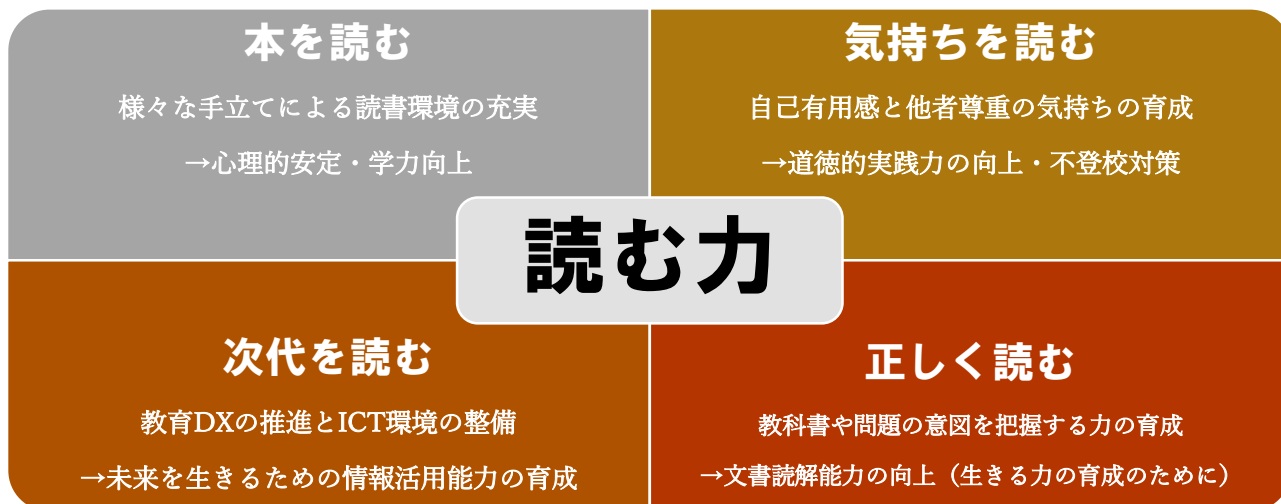 本を読む
様々な手立てによる読書環境の充実
→心理的安定・学力向上
気持ちを読む
自己有用感と他者尊重の気持ちの育成
→道徳的実践力の向上・不登校対策
読む力
次代を読む
教育DXの推進とICT環境の整備
→未来を生きるための情報活用能力の育成
正しく読む
教科書や問題の意図を把握する力の育成
→文書読解能力の向上（生きる力の育成のために）